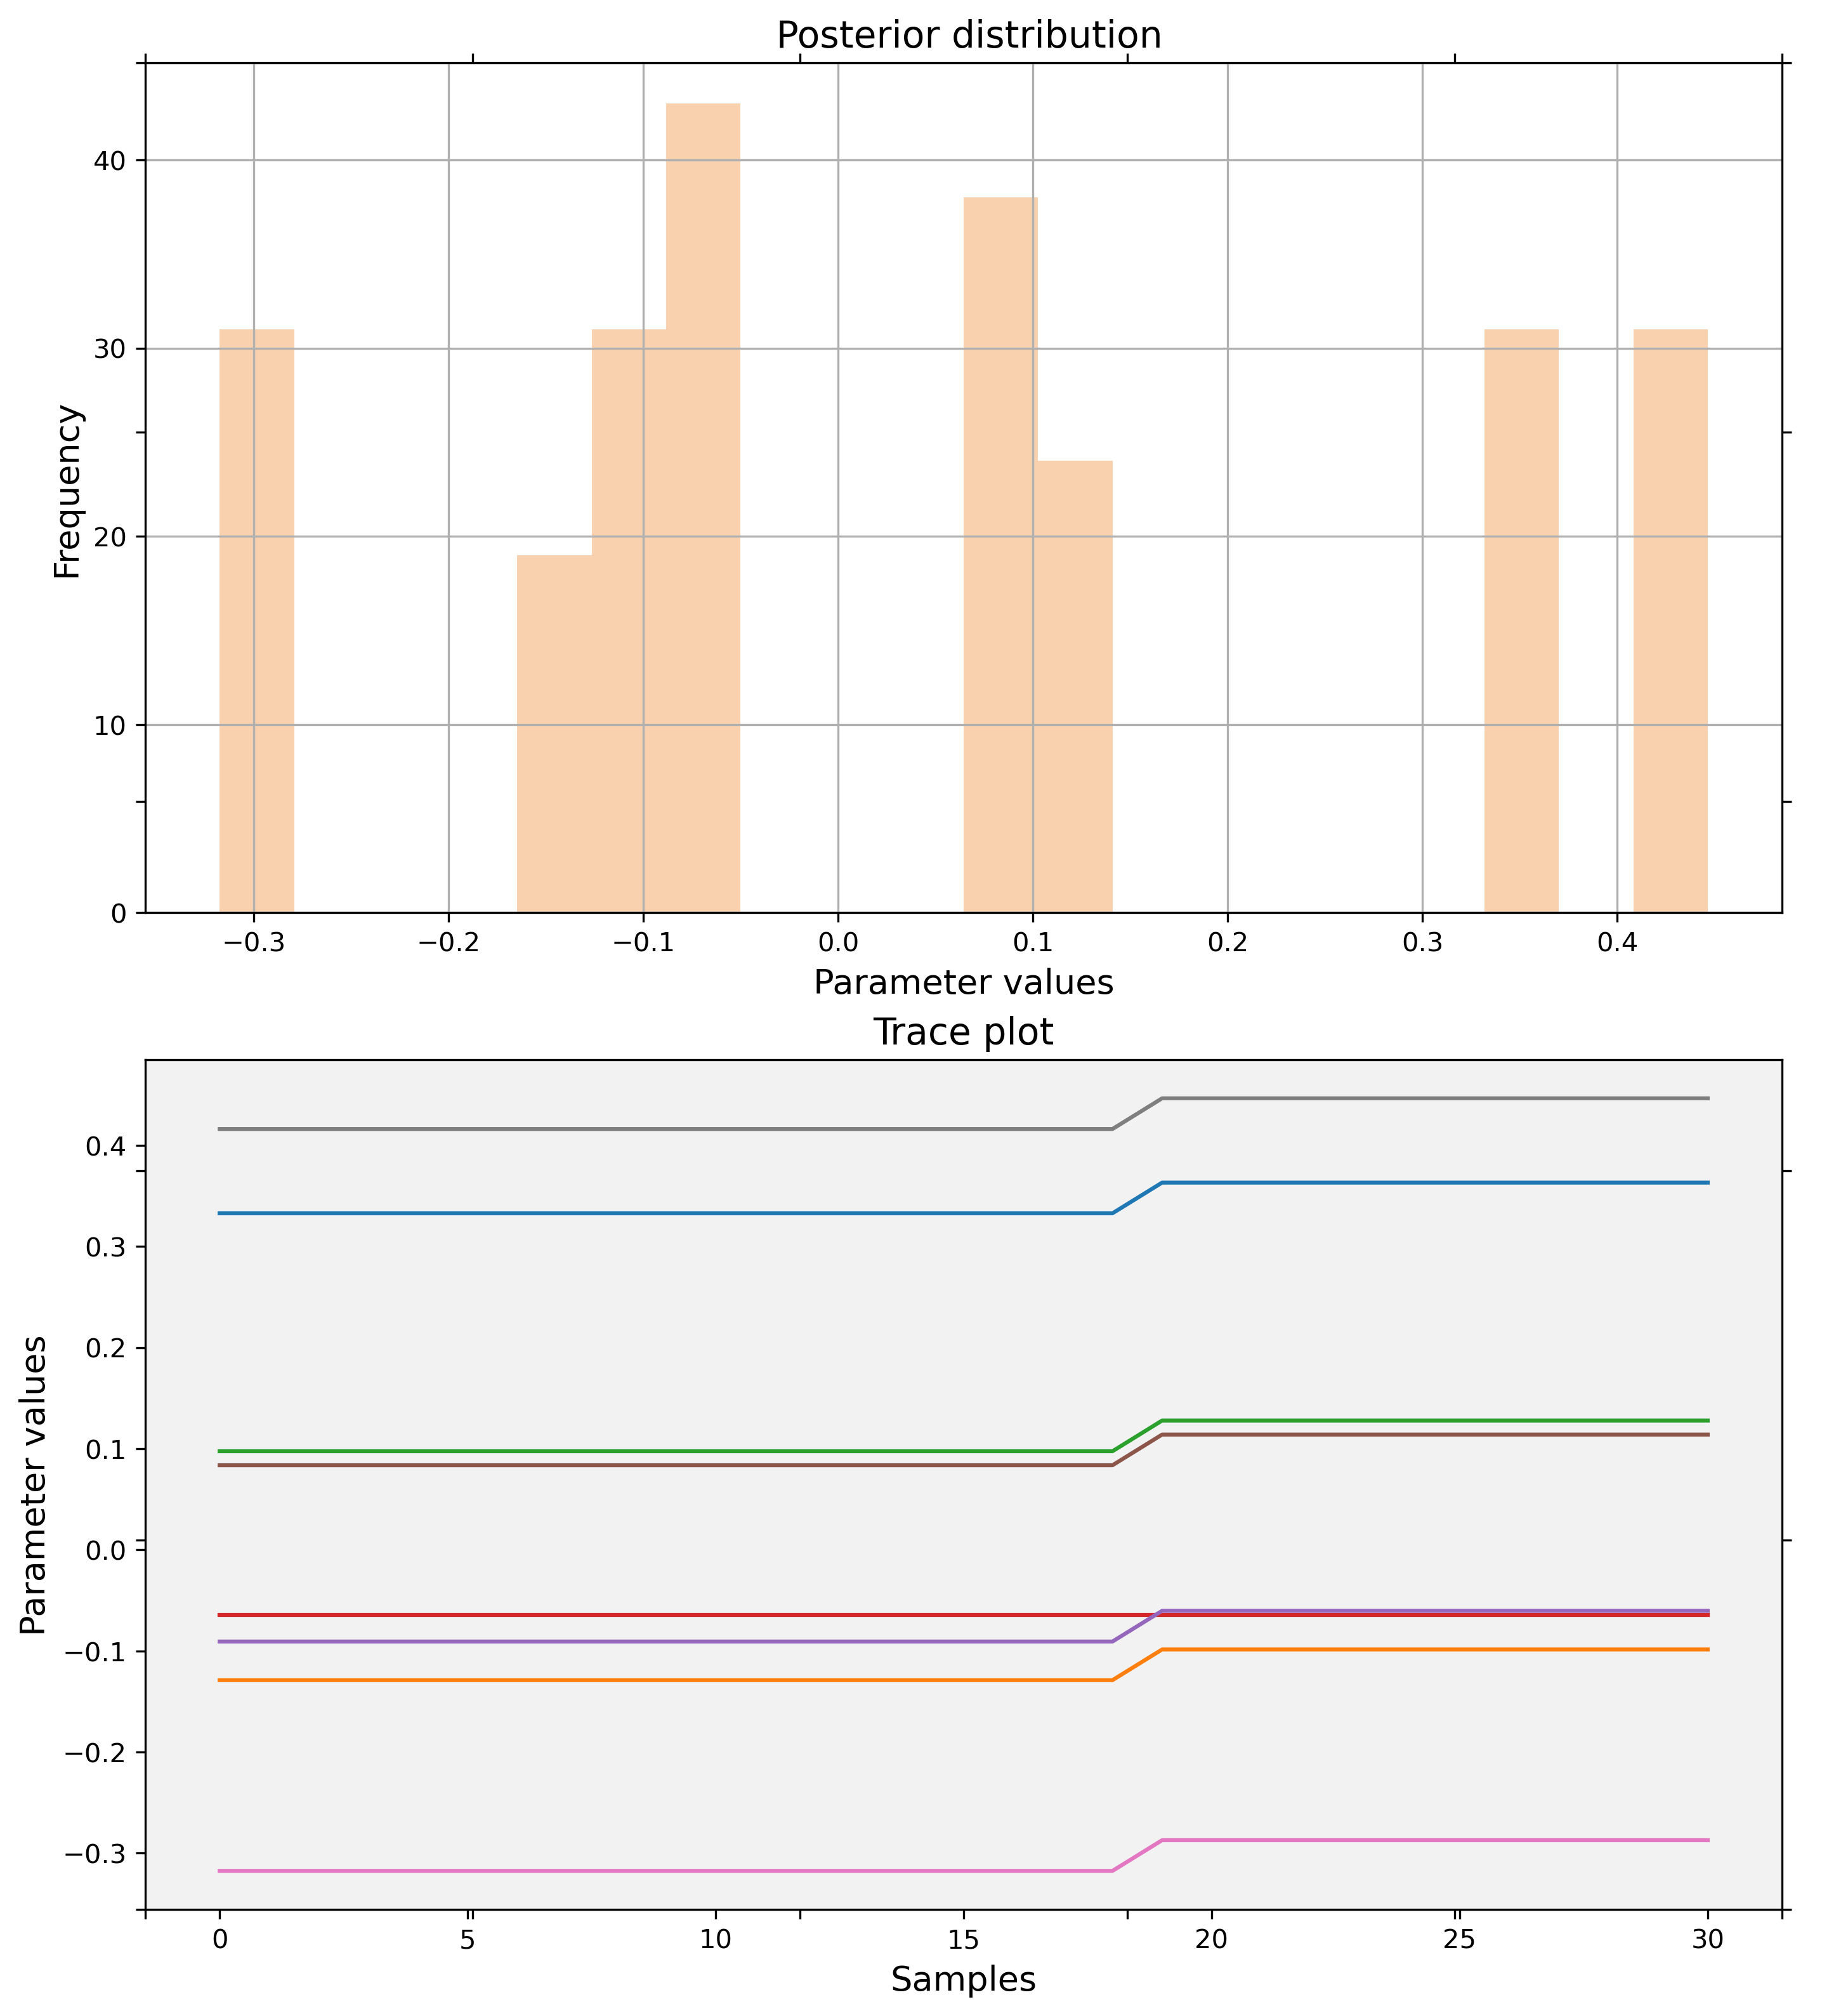 Posterior distribution
40
30
20
10
0
Frequency
−0.3 −0.2 −0.1 0.0 0.1 0.2 0.3 0.4
Parameter values
Trace plot
0.4
0.3
0.2
0.1
0.0
−0.1
−0.2
−0.3
Parameter values
0 5 10 15 20 25 30
Samples